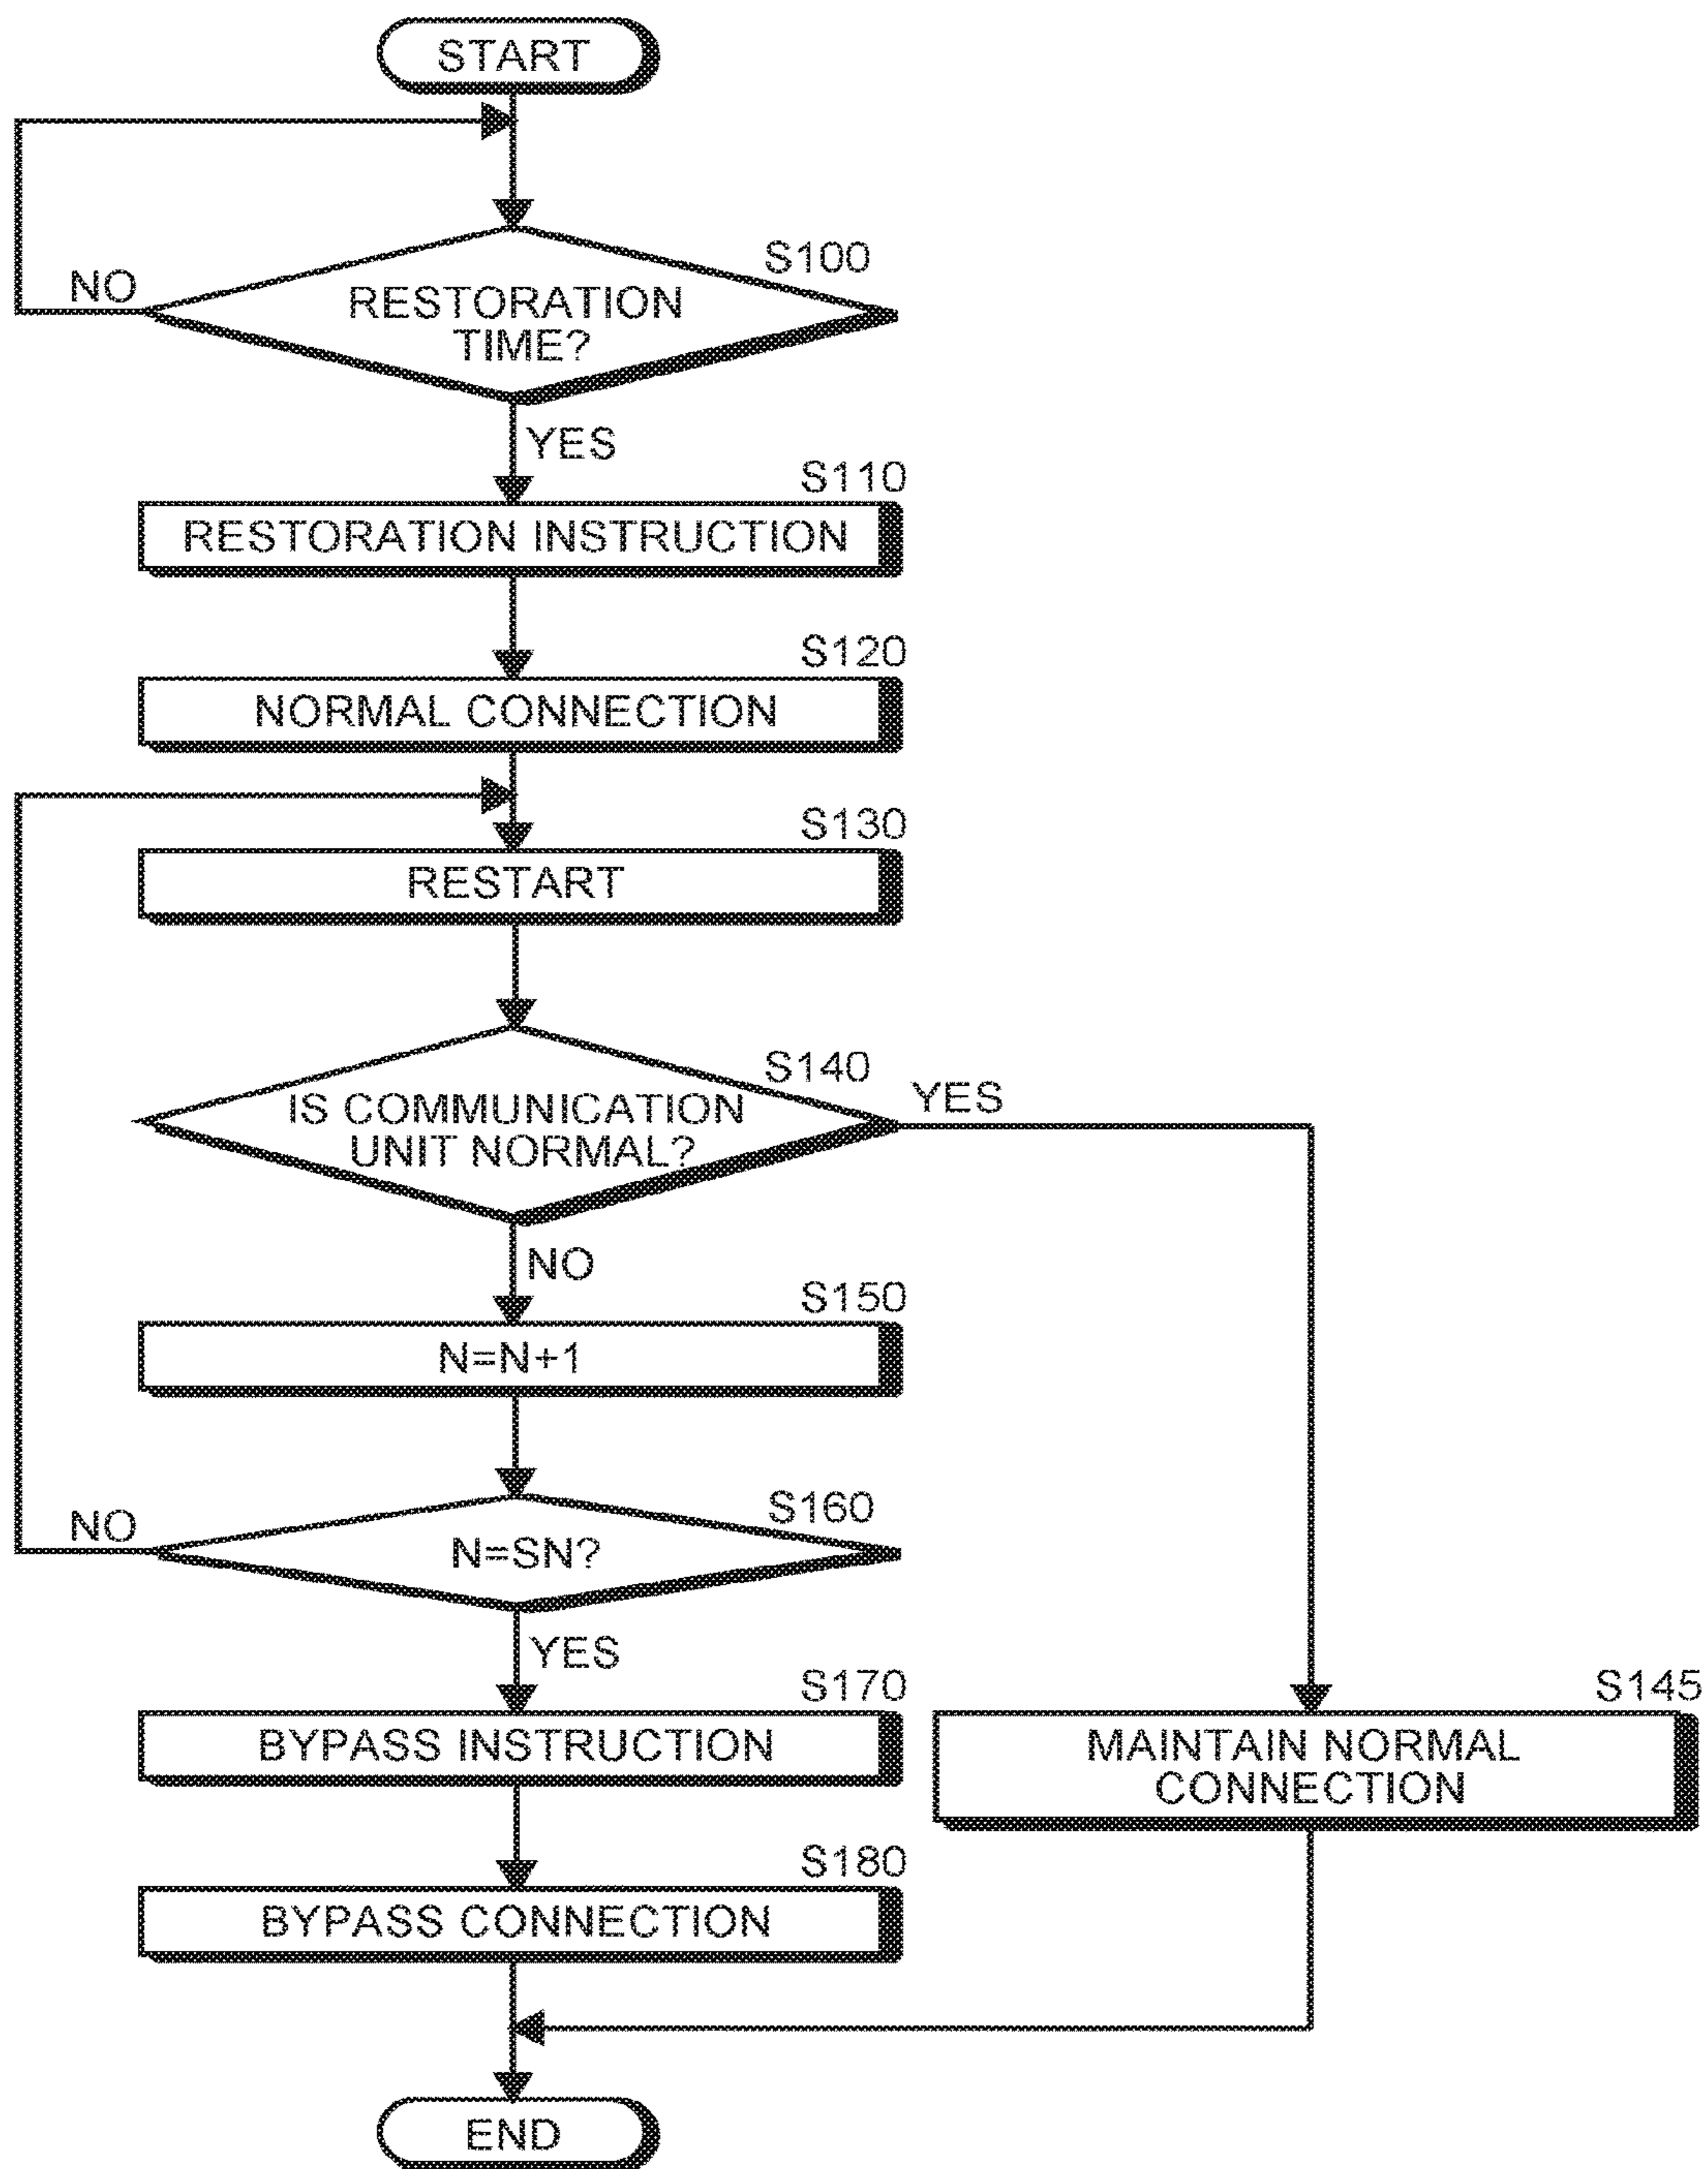 START
S100
NO
RESTORATION
TIME?
YES
S110
RESTORATION INSTRUCTION
S120
NORMAL CONNECTION
S130
RESTART
S140
YES
IS COMMUNICATION
UNIT NORMAL?
NO
S150
N=N+1
S160
NO
N=SN?
YES
S170
BYPASS INSTRUCTION
S145
MAINTAIN NORMAL
CONNECTION
S180
BYPASS CONNECTION
END